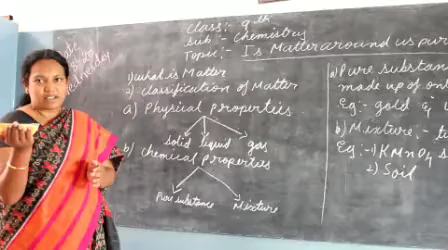 Class:- 9th.
Sub:- Chemistry
Topic:- Is Matter around us pure
1) What is Matter
2) Classification of Matter
a) Physical properties.
Solid liquid gas
b) Chemical Properties
Pure substance Mixture
a) Pure substan
made up of on
Eg:- gold
b) Mixture:-
Eg:-1) KMnO4
2) Soil